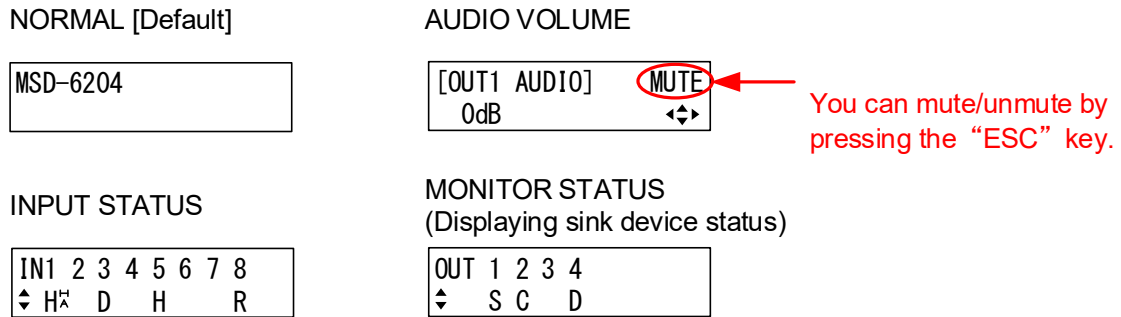 NORMAL [Default]
MSD-6204
AUDIO VOLUME
[OUT1 AUDIO] MUTE
0dB
You can mute/unmute by
pressing the “ESC” key.
INPUT STATUS
IN1 2 3 4 5 6 7 8
H D H R
MONITOR STATUS
(Displaying sink device status)
OUT 1 2 3 4
S C D